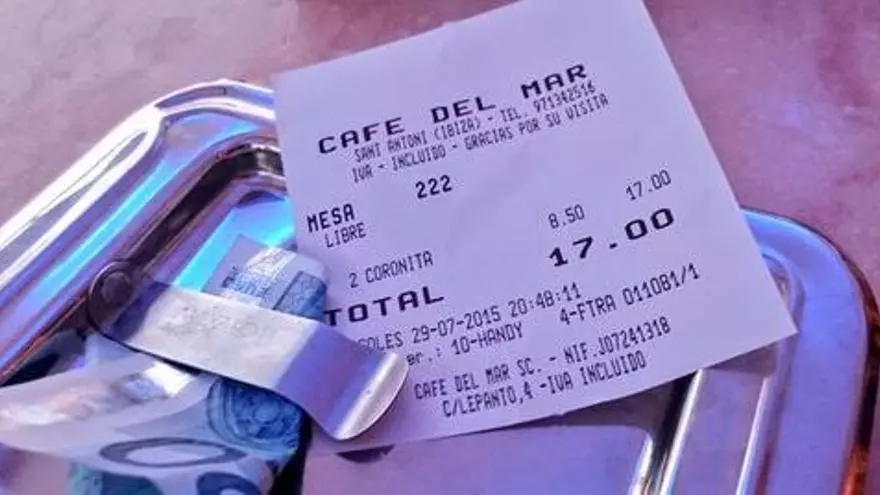 CAFE DEL MAR
SANT ANTONI (IBIZA) - TEL. 971342516
IVA - INCLUIDO - GRACIAS POR SU VISITA
MESA 222
LIBRE
2 CORONITA 8.50 17.00
TOTAL 17.00
29-07-2015 20:48:11
10-HANDY 4-FTRA 011081/1
CAFE DEL MAR SC. - NIF.J07241318
C/LEPANTO,4 -IVA INCLUIDO